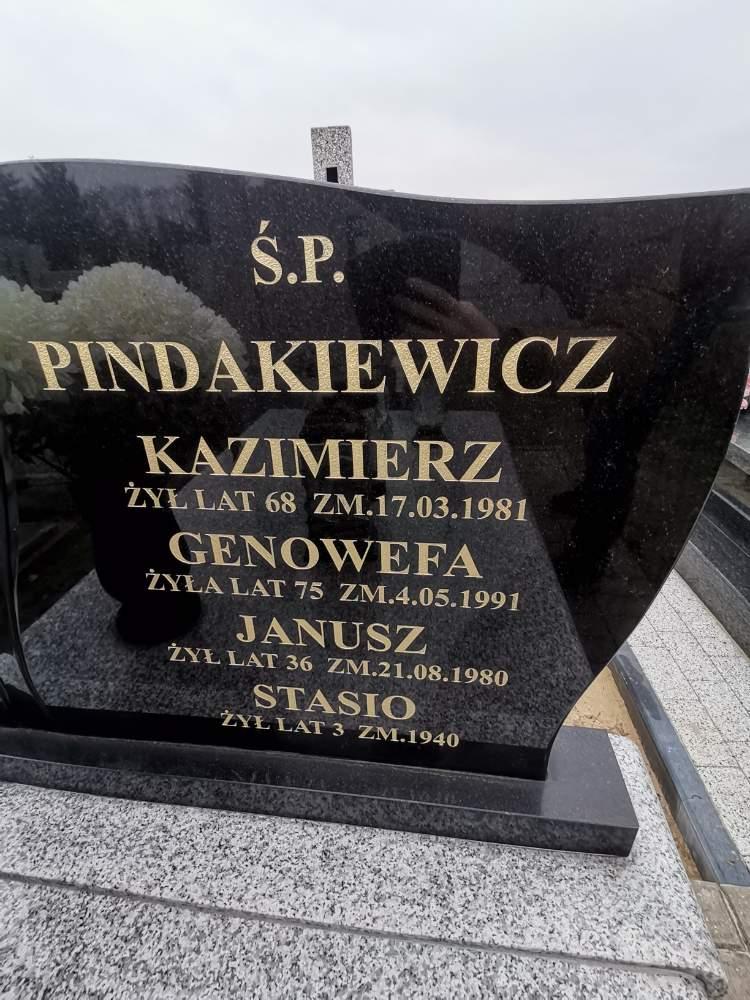 Ś.P.
PINDAKIEWICZ
KAZIMIERZ
ŻYŁ LAT 68 ZM.17.03.1981
GENOWEFA
ŻYŁA LAT 75 ZM.4.05.1991
JANUSZ
ŻYŁ LAT 36 ZM.21.08.1980
STASIO
ŻYŁ LAT 3 ZM.1940